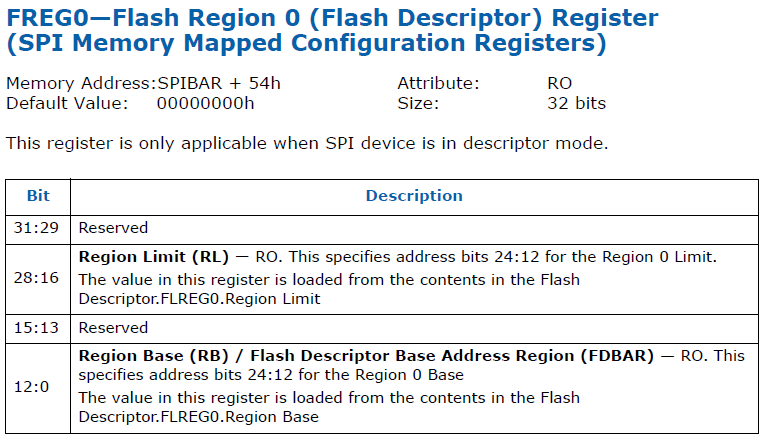 FREG0—Flash Region 0 (Flash Descriptor) Register
(SPI Memory Mapped Configuration Registers)
Memory Address:SPIBAR + 54h Attribute: RO
Default Value: 00000000h Size: 32 bits
This register is only applicable when SPI device is in descriptor mode.
Bit Description
31:29 Reserved
28:16 Region Limit (RL) — RO. This specifies address bits 24:12 for the Region 0 Limit.
The value in this register is loaded from the contents in the Flash
Descriptor.FLREG0.Region Limit
15:13 Reserved
12:0 Region Base (RB) / Flash Descriptor Base Address Region (FDBAR) — RO. This
specifies address bits 24:12 for the Region 0 Base
The value in this register is loaded from the contents in the Flash
Descriptor.FLREG0.Region Base